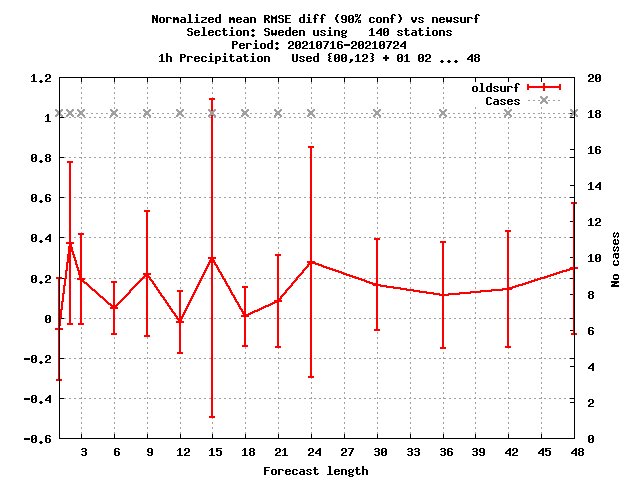 Normalized mean RMSE diff (90% conf) vs newsurf
Selection: Sweden using   140 stations
Period: 20210716-20210724
1h Precipitation   Used {00,12} + 01 02 ... 48
oldsurf
Cases
1.2
1
0.8
0.6
0.4
0.2
0
-0.2
-0.4
-0.6
20
18
16
14
12
10
8
6
4
2
0
No cases
3 6 9 12 15 18 21 24 27 30 33 36 39 42 45 48
Forecast length